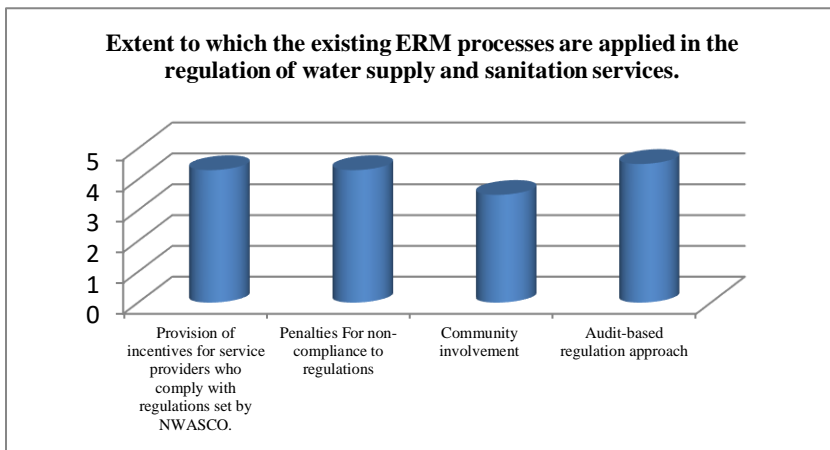 Extent to which the existing ERM processes are applied in the
regulation of water supply and sanitation services.
5
4
3
2
1
0
Provision of
incentives for service
providers who
comply with
regulations set by
NWASCO.
Penalties For non-
compliance to
regulations
Community
involvement
Audit-based
regulation approach